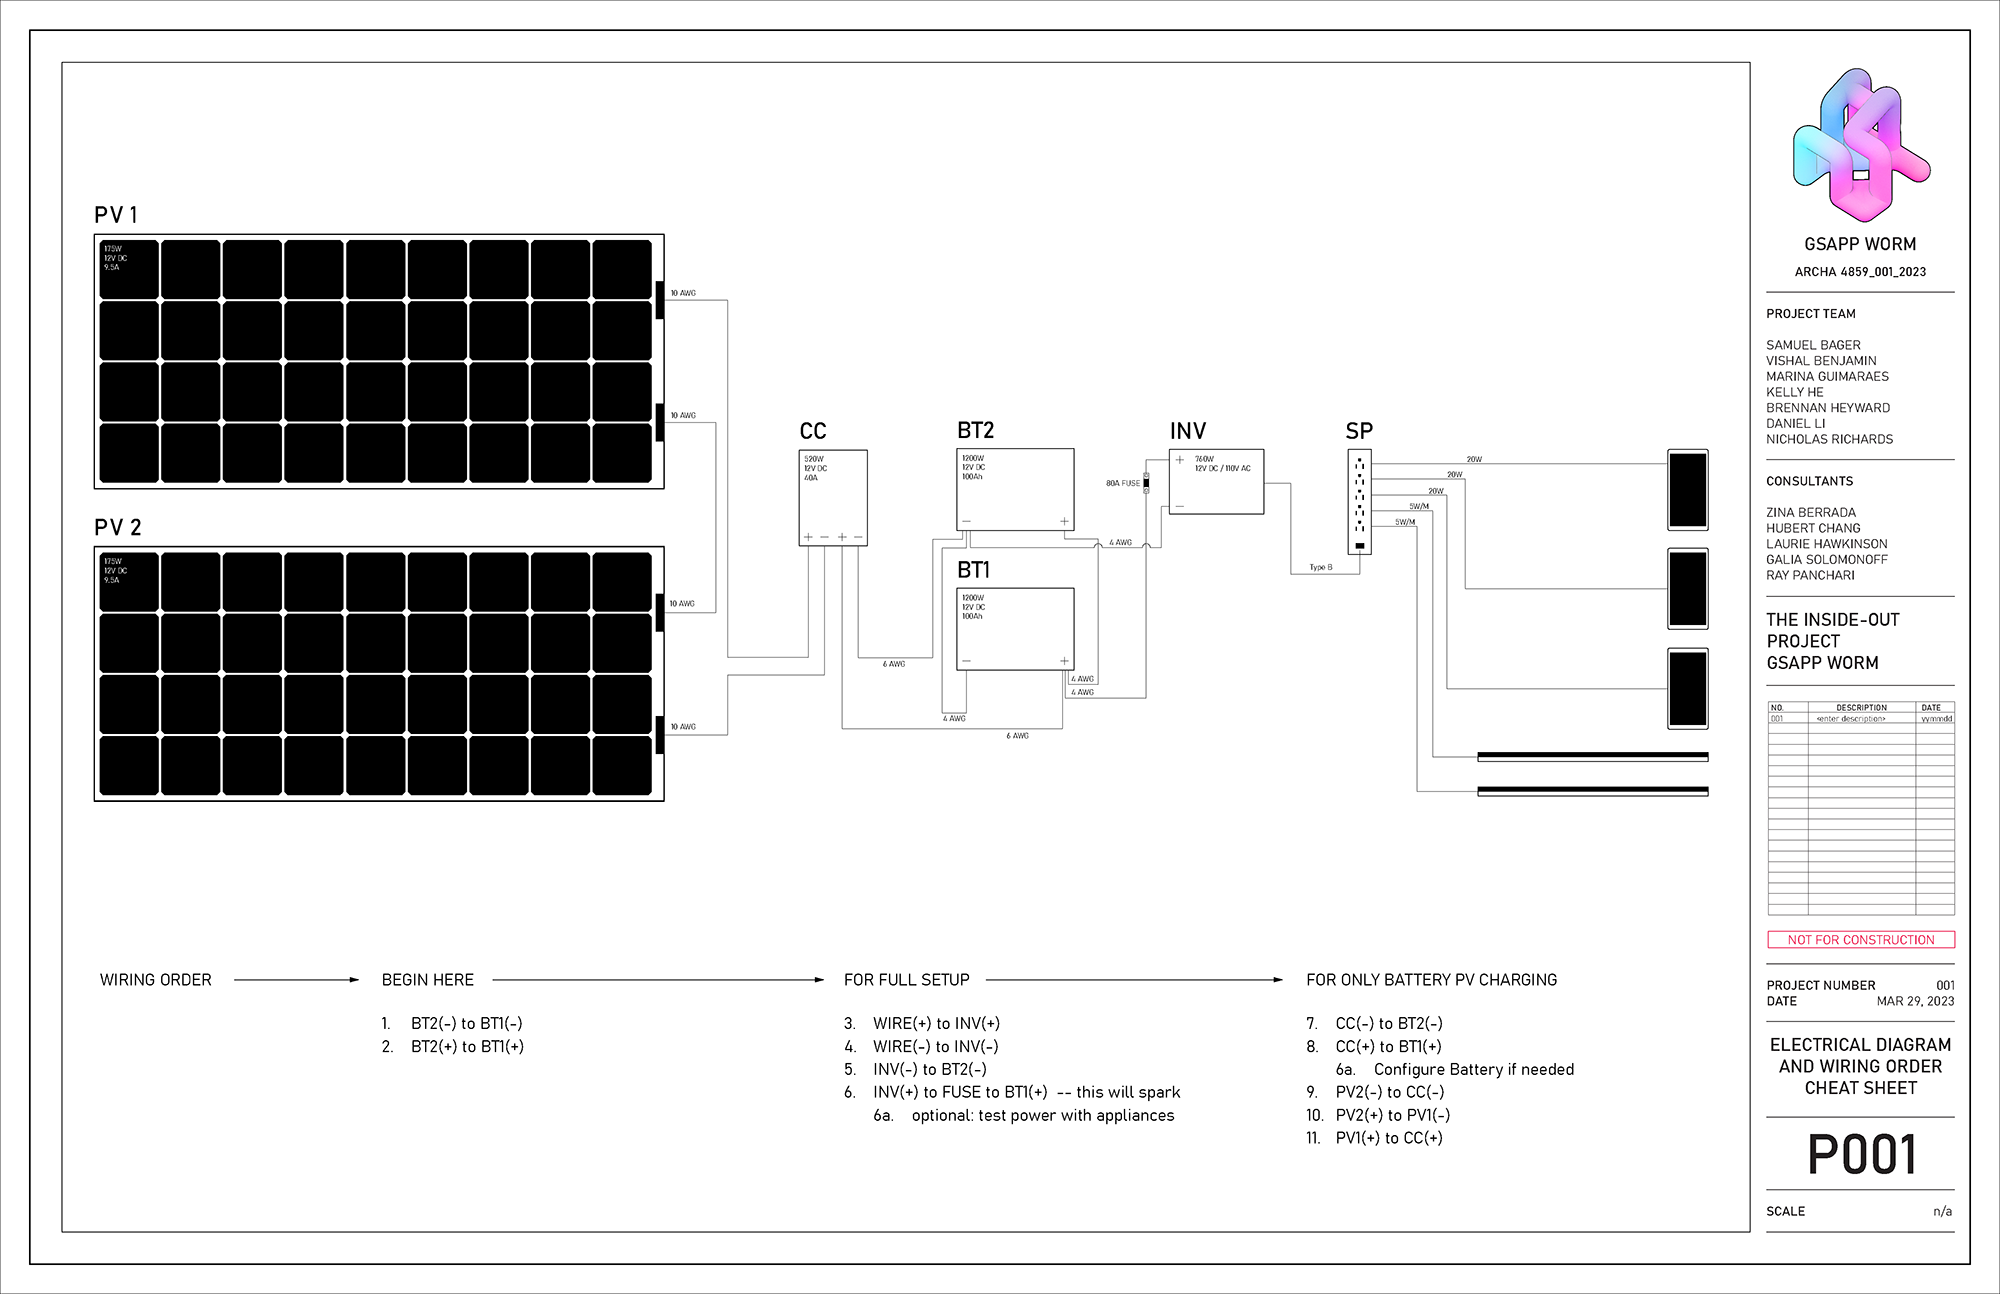 PV 1
175W
12V DC
9.5A
10 AWG
10 AWG
PV 2
175W
12V DC
9.5A
10 AWG
10 AWG
CC
520W
12V DC
40A
+ − + −
6 AWG
BT2
1200W
12V DC
100Ah
− +
4 AWG
BT1
1200W
12V DC
100Ah
− +
4 AWG
4 AWG
4 AWG
6 AWG
80A FUSE
INV
+ 760W
12V DC / 110V AC
−
Type B
SP
20W
20W
20W
5W/M
5W/M
WIRING ORDER
BEGIN HERE
1. BT2(-) to BT1(-)
2. BT2(+) to BT1(+)
FOR FULL SETUP
3. WIRE(+) to INV(+)
4. WIRE(-) to INV(-)
5. INV(-) to BT2(-)
6. INV(+) to FUSE to BT1(+) -- this will spark
6a. optional: test power with appliances
FOR ONLY BATTERY PV CHARGING
7. CC(-) to BT2(-)
8. CC(+) to BT1(+)
6a. Configure Battery if needed
9. PV2(-) to CC(-)
10. PV2(+) to PV1(-)
11. PV1(+) to CC(+)
GSAPP WORM
ARCHA 4859_001_2023
PROJECT TEAM
SAMUEL BAGER
VISHAL BENJAMIN
MARINA GUIMARAES
KELLY HE
BRENNAN HEYWARD
DANIEL LI
NICHOLAS RICHARDS
CONSULTANTS
ZINA BERRADA
HUBERT CHANG
LAURIE HAWKINSON
GALIA SOLOMONOFF
RAY PANCHARI
THE INSIDE-OUT
PROJECT
GSAPP WORM
NO. DESCRIPTION DATE
001 <enter description> yymmdd
NOT FOR CONSTRUCTION
PROJECT NUMBER 001
DATE MAR 29, 2023
ELECTRICAL DIAGRAM
AND WIRING ORDER
CHEAT SHEET
P001
SCALE n/a